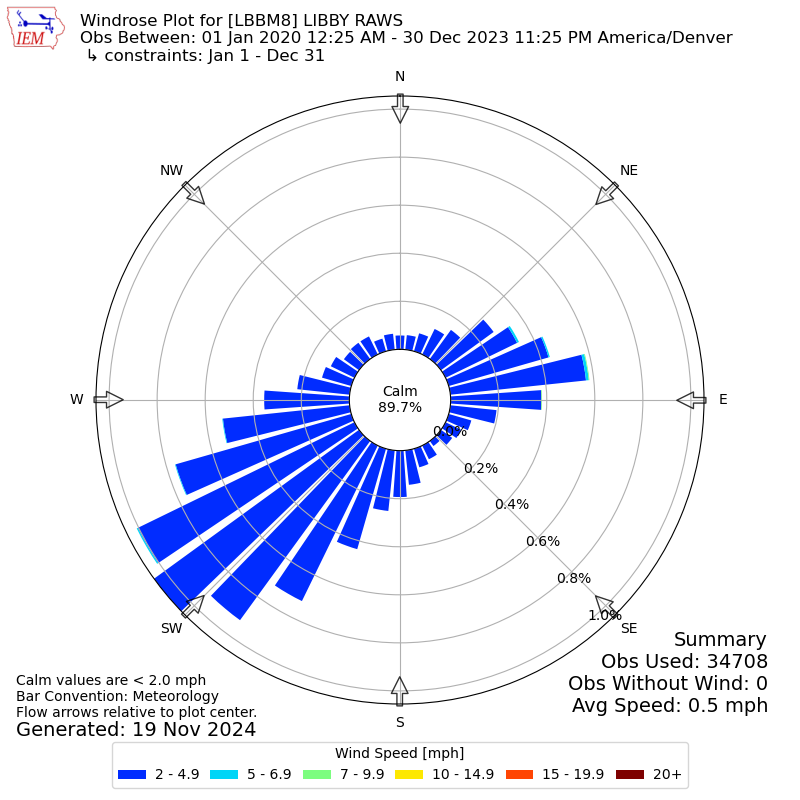 IEM
Windrose Plot for [LBBM8] LIBBY RAWS
Obs Between: 01 Jan 2020 12:25 AM - 30 Dec 2023 11:25 PM America/Denver
↳ constraints: Jan 1 - Dec 31
N
NW
NE
Calm
89.7%
W
E
0.0%
0.2%
0.4%
0.6%
0.8%
1.0%
SW
SE
S
Summary
Obs Used: 34708
Obs Without Wind: 0
Avg Speed: 0.5 mph
Calm values are < 2.0 mph
Bar Convention: Meteorology
Flow arrows relative to plot center.
Generated: 19 Nov 2024
Wind Speed [mph]
2 - 4.9 5 - 6.9 7 - 9.9 10 - 14.9 15 - 19.9 20+